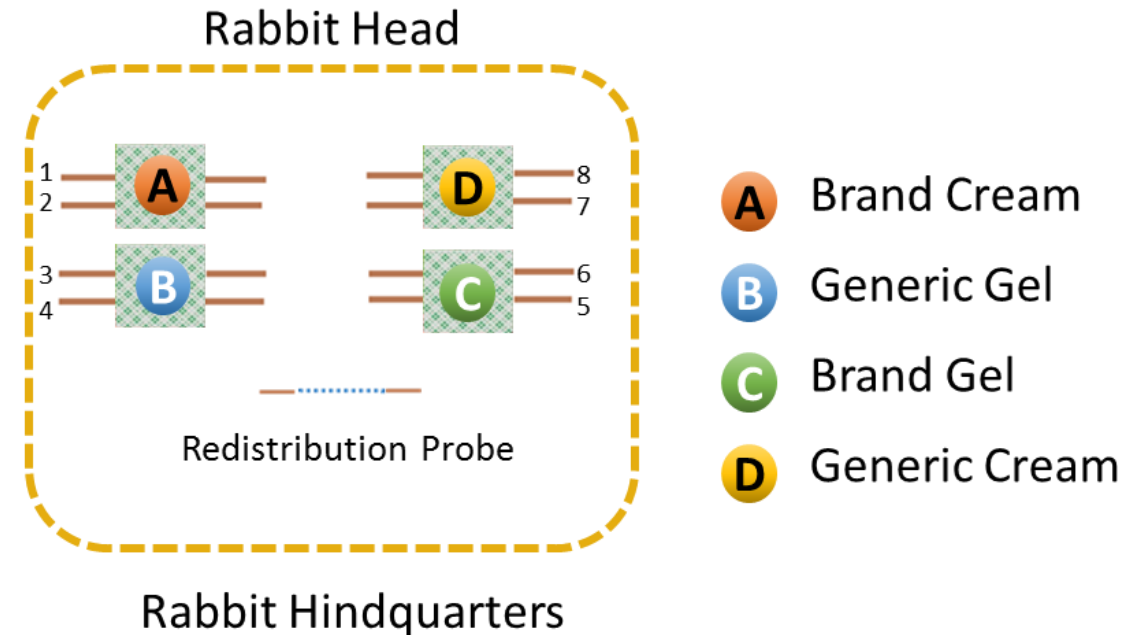 Rabbit Head
1
2
A
D
8
7
3
4
B
C
6
5
Redistribution Probe
Rabbit Hindquarters
A Brand Cream
B Generic Gel
C Brand Gel
D Generic Cream